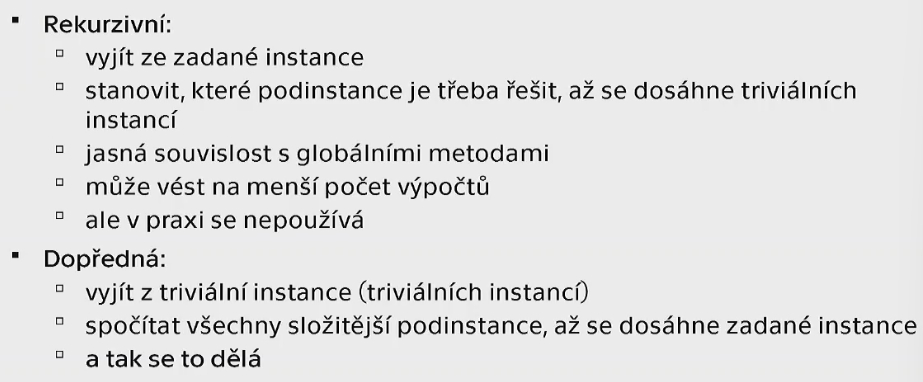 ▪ Rekurzivní:
▫ vyjít ze zadané instance
▫ stanovit, které podinstance je třeba řešit, až se dosáhne triviálních
instancí
▫ jasná souvislost s globálními metodami
▫ může vést na menší počet výpočtů
▫ ale v praxi se nepoužívá
▪ Dopředná:
▫ vyjít z triviální instance (triviálních instancí)
▫ spočítat všechny složitější podinstance, až se dosáhne zadané instance
▫ a tak se to dělá